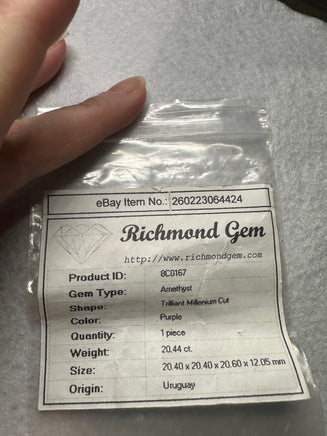 eBay Item No.: 260223064424
Richmond Gem
http://www.richmondgem.com
Product ID: 8C0167
Gem Type: Amethyst
Shape: Trilliant Millenium Cut
Color: Purple
Quantity: 1 piece
Weight: 20.44 ct.
Size: 20.40 x 20.40 x 20.60 x 12.05 mm
Origin: Uruguay